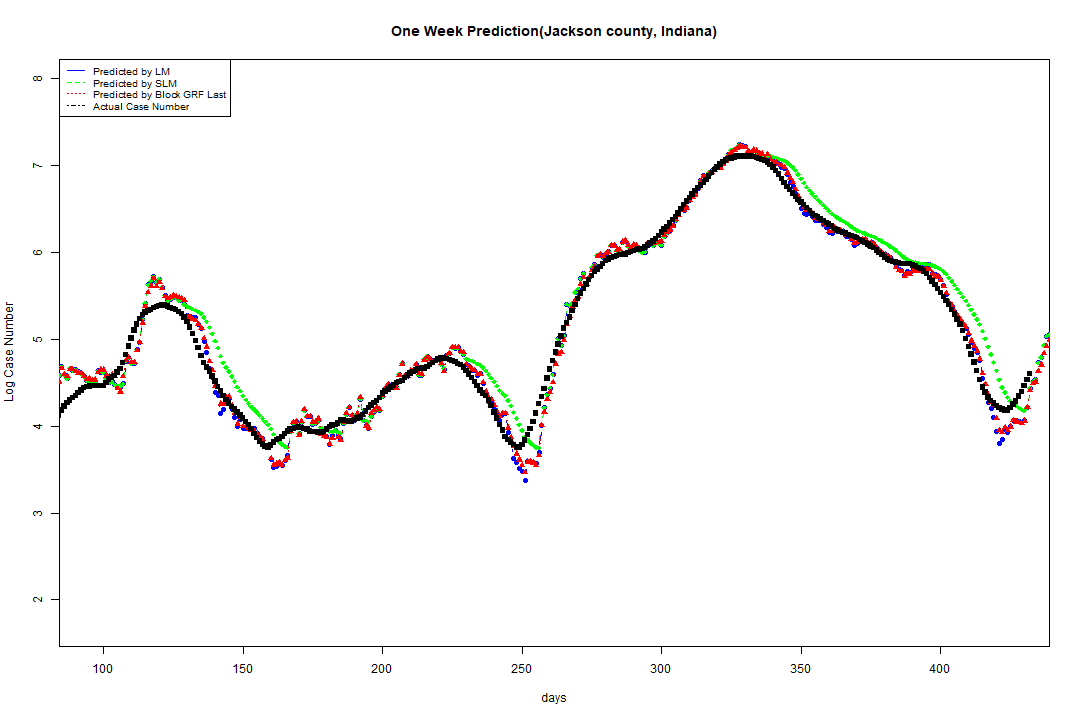 One Week Prediction(Jackson county, Indiana)
Predicted by LM
Predicted by SLM
Predicted by Block GRF Last
Actual Case Number
8
7
6
5
4
3
2
Log Case Number
100 150 200 250 300 350 400
days